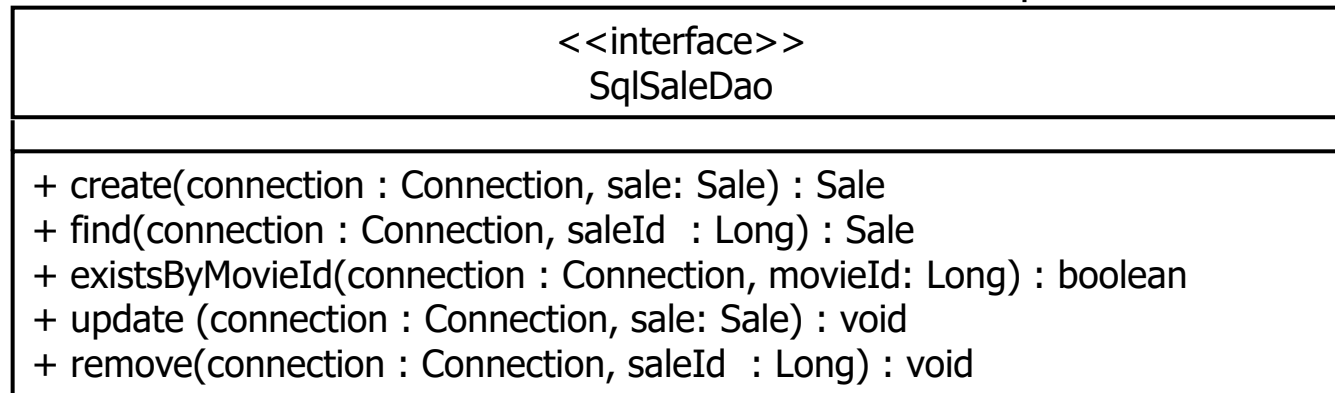 <<interface>>
SqlSaleDao
+ create(connection : Connection, sale: Sale) : Sale
+ find(connection : Connection, saleId  : Long) : Sale
+ existsByMovieId(connection : Connection, movieId: Long) : boolean
+ update (connection : Connection, sale: Sale) : void
+ remove(connection : Connection, saleId  : Long) : void